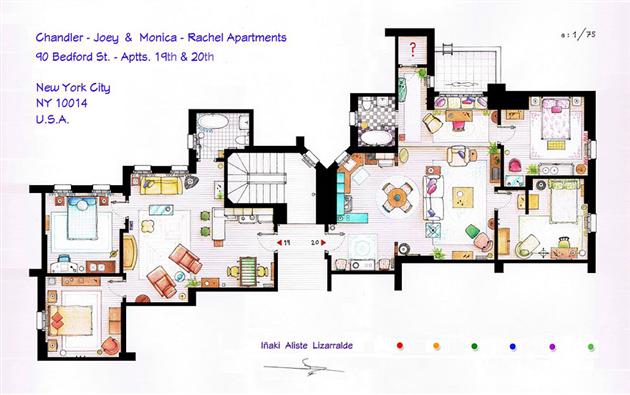 Chandler - Joey & Monica - Rachel Apartments
90 Bedford St. - Aptts. 19th & 20th
New York City
NY 10014
U.S.A.
e: 1/75
?
19 20
Iñaki Aliste Lizarralde